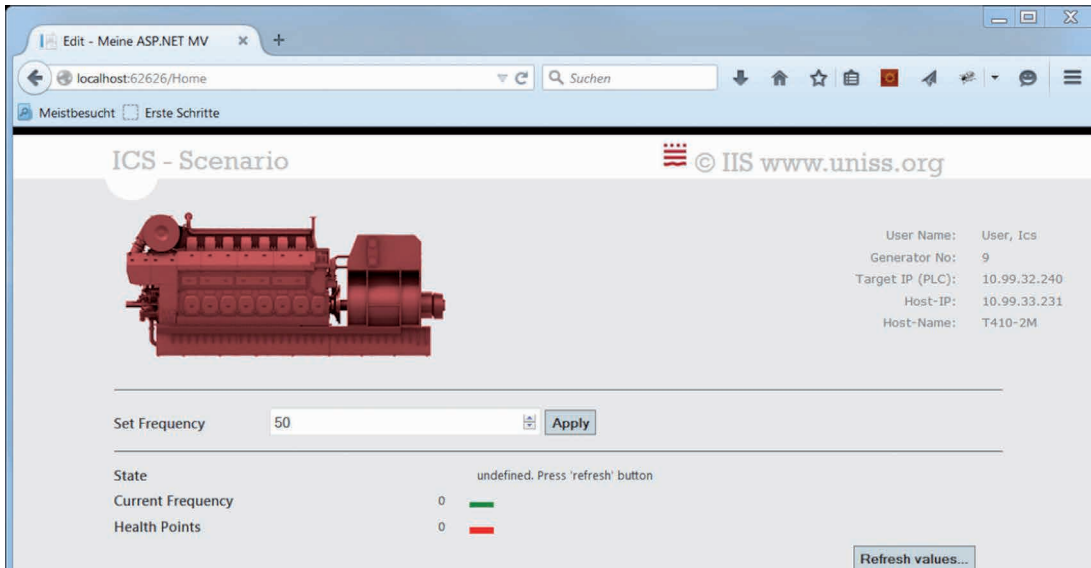 Edit - Meine ASP.NET MV
localhost:62626/Home
Suchen
Meistbesucht Erste Schritte
ICS - Scenario
© IIS www.uniss.org
User Name: User, Ics
Generator No: 9
Target IP (PLC): 10.99.32.240
Host-IP: 10.99.33.231
Host-Name: T410-2M
Set Frequency 50 Apply
State undefined. Press 'refresh' button
Current Frequency 0
Health Points 0
Refresh values...